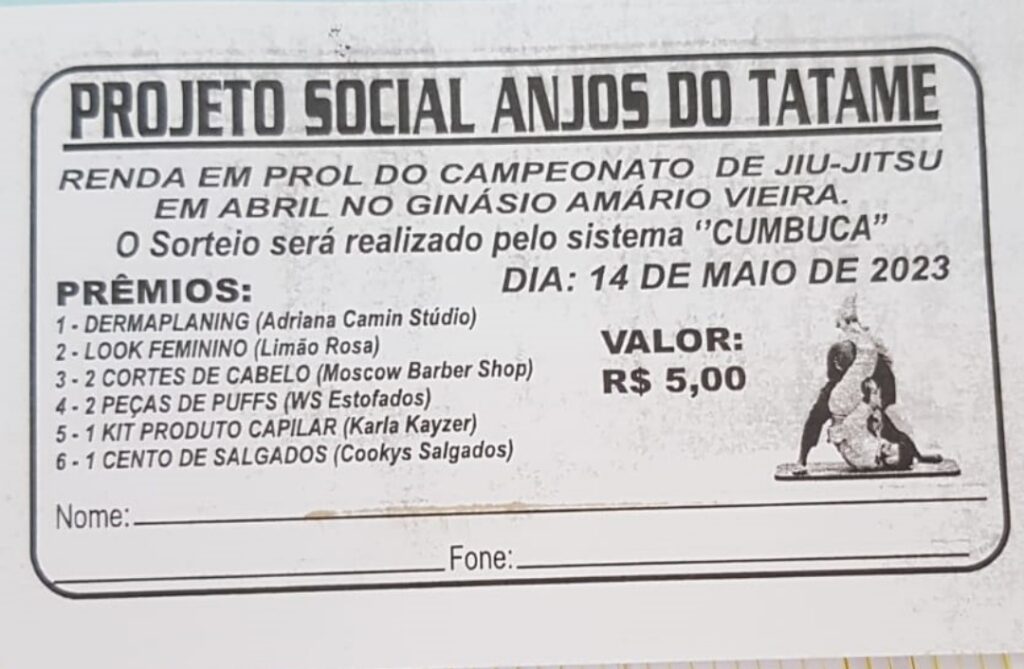 PROJETO SOCIAL ANJOS DO TATAME
RENDA EM PROL DO CAMPEONATO DE JIU-JITSU
EM ABRIL NO GINÁSIO AMÁRIO VIEIRA.
O Sorteio será realizado pelo sistema ‘’CUMBUCA”
DIA: 14 DE MAIO DE 2023
PRÊMIOS:
1 - DERMAPLANING (Adriana Camin Stúdio)
2 - LOOK FEMININO (Limão Rosa)
3 - 2 CORTES DE CABELO (Moscow Barber Shop)
4 - 2 PEÇAS DE PUFFS (WS Estofados)
5 - 1 KIT PRODUTO CAPILAR (Karla Kayzer)
6 - 1 CENTO DE SALGADOS (Cookys Salgados)
VALOR:
R$ 5,00
Nome:
Fone: